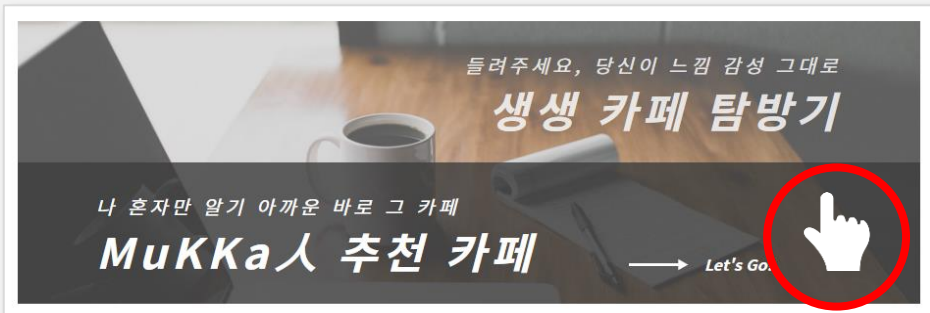 들려주세요, 당신이 느낌 감성 그대로
생생 카페 탐방기
나 혼자만 알기 아까운 바로 그 카페
MuKKa人 추천 카페
Let's Go!